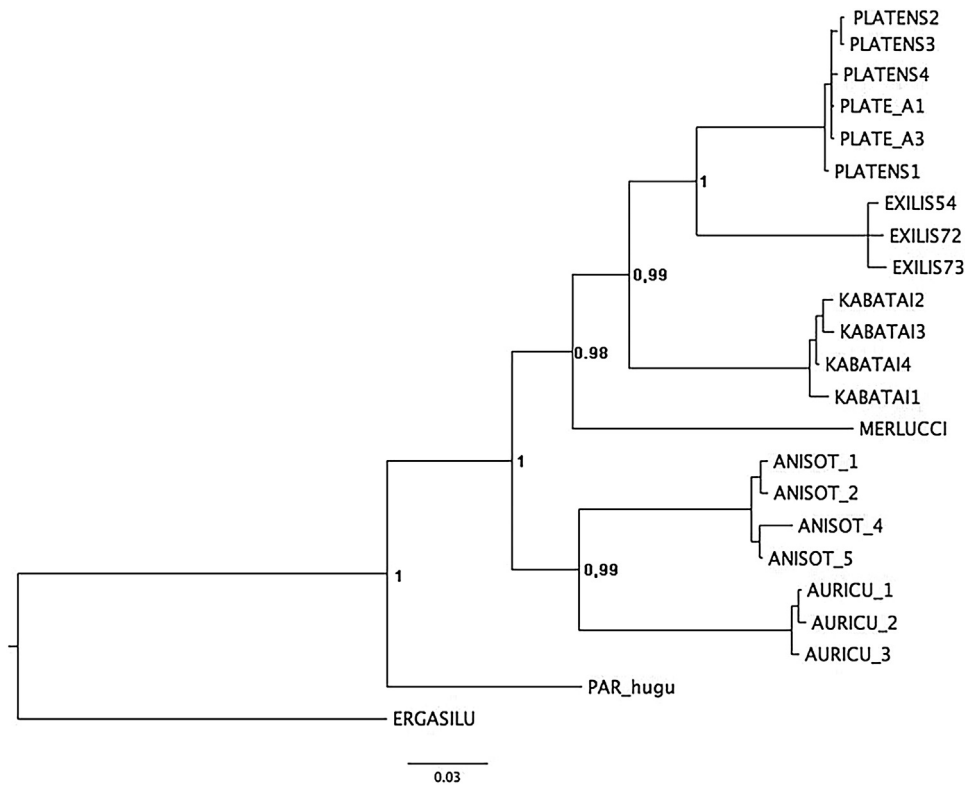 PLATENS2
PLATENS3
PLATENS4
PLATE_A1
PLATE_A3
PLATENS1
1
EXILIS54
EXILIS72
EXILIS73
0,99
KABATAI2
KABATAI3
0.98
KABATAI4
KABATAI1
MERLUCCI
1
ANISOT_1
ANISOT_2
ANISOT_4
ANISOT_5
0,99
1
AURICU_1
AURICU_2
AURICU_3
PAR_hugu
ERGASILU
0.03